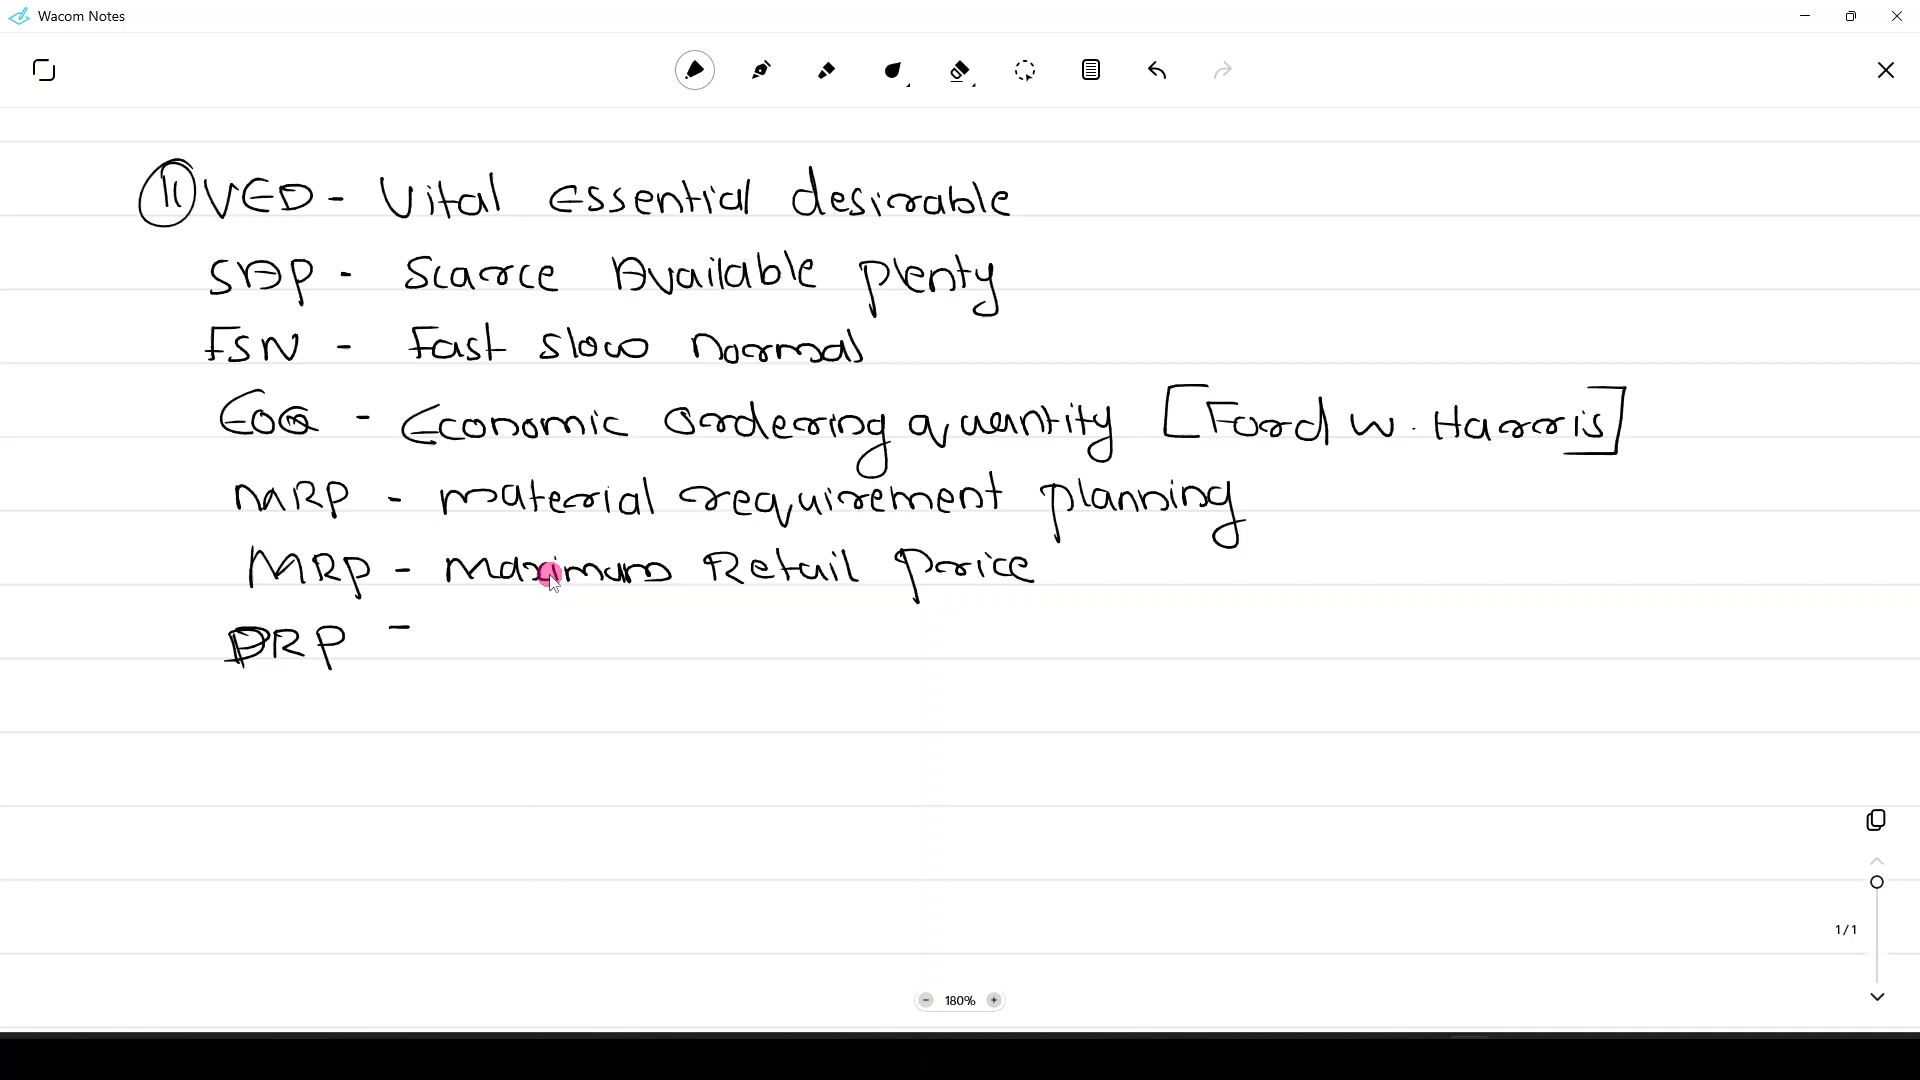 Wacom Notes
11 VED - Vital Essential desirable
SAP - Scarce Available plenty
FSN - Fast slow normal
EOQ - Economic ordering quantity [Ford W. Harris]
MRP - material requirement planning
MRP - maximum Retail price
DRP -
1/1
180%